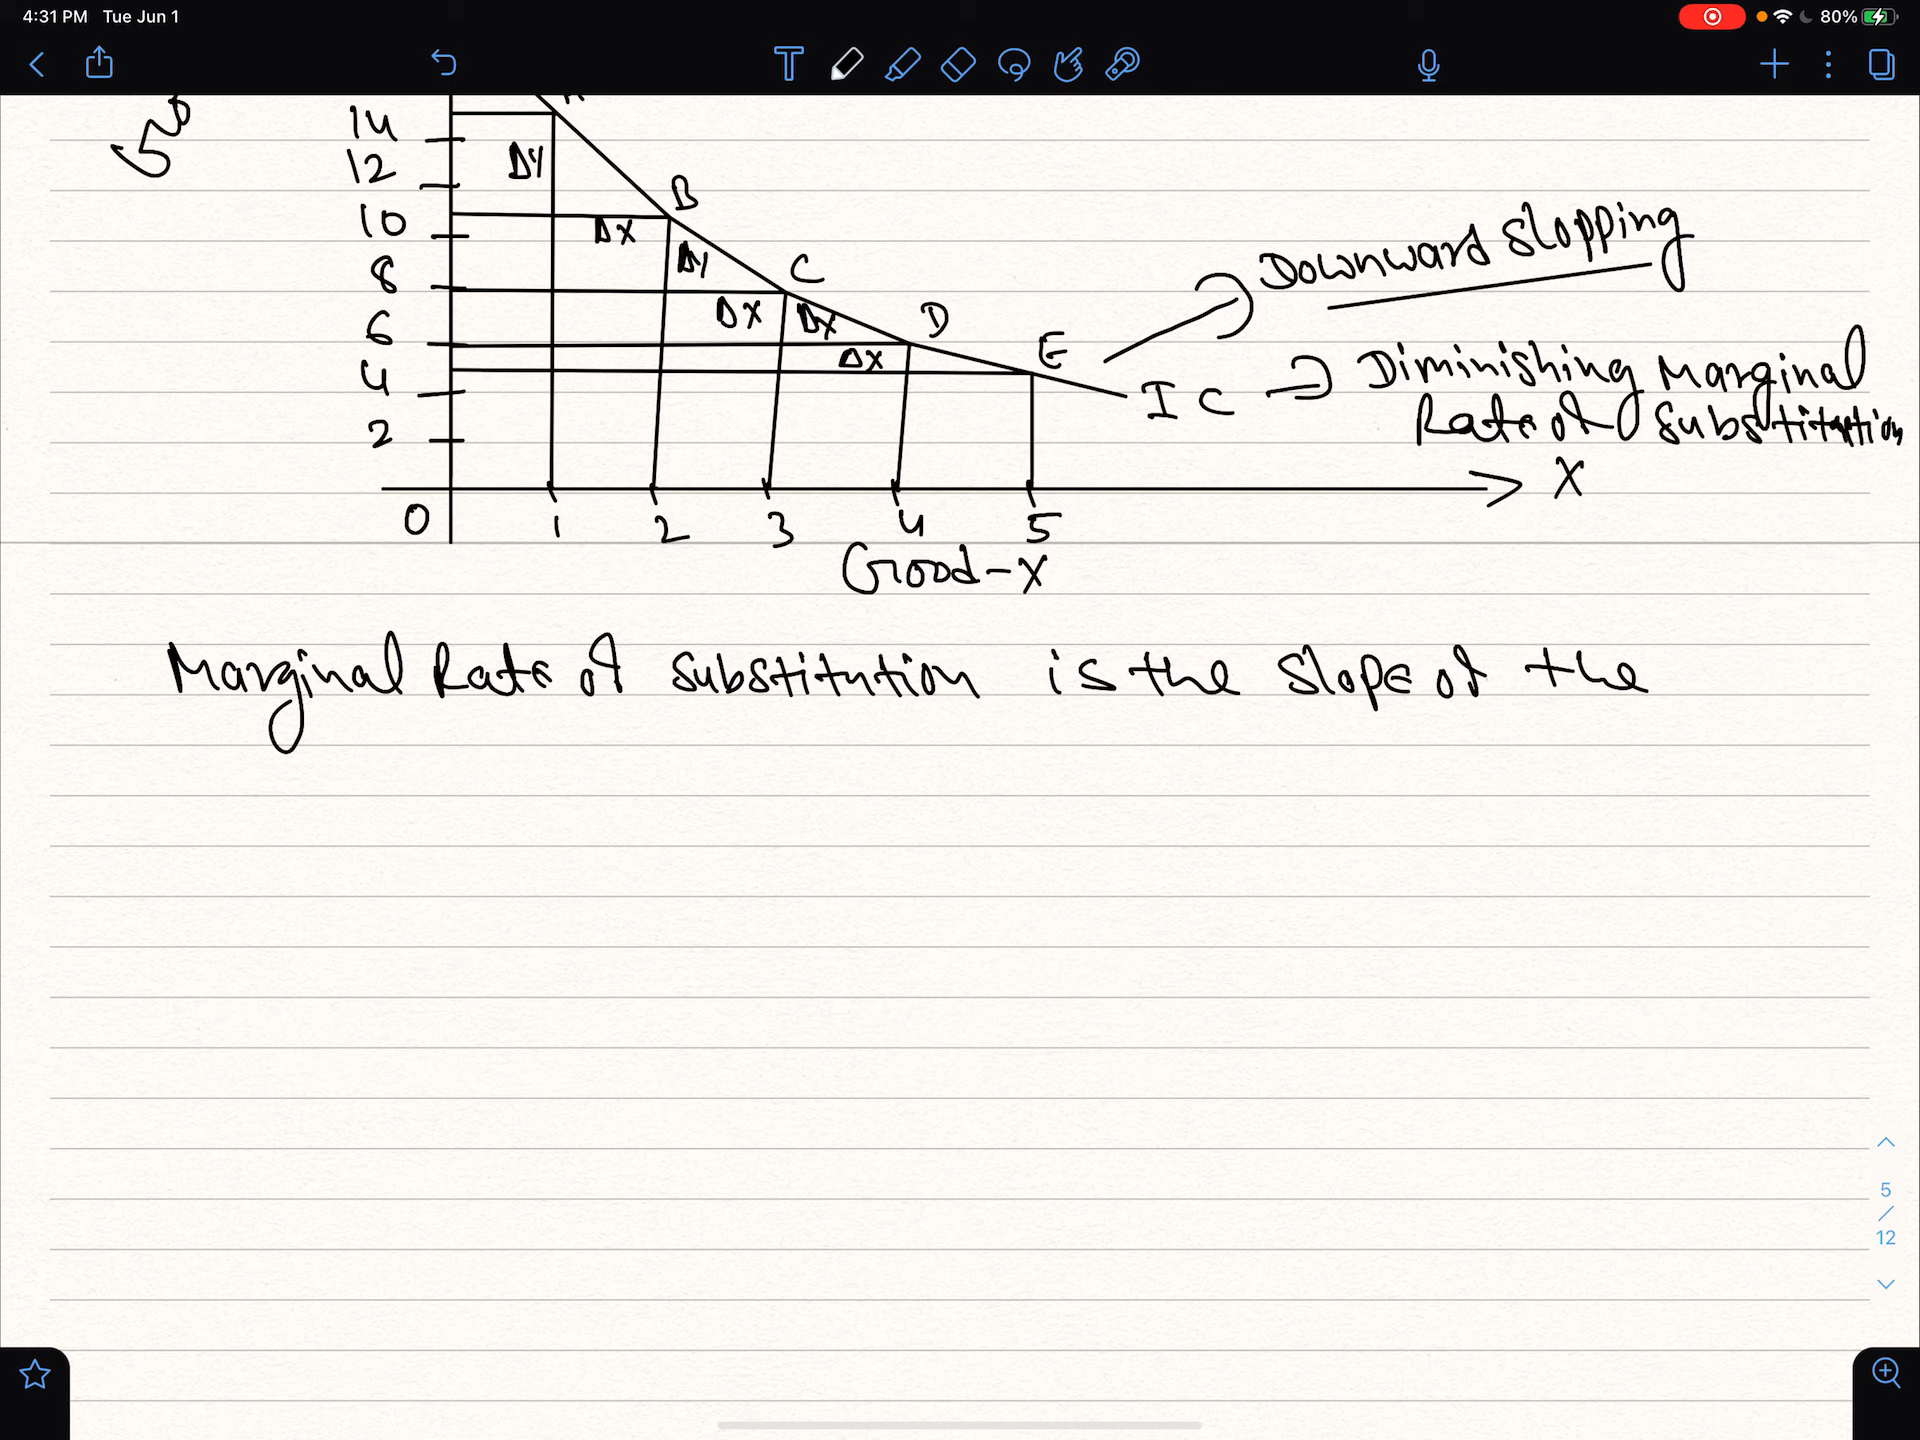 4:31 PM Tue Jun 1
80%
14
12
10
8
6
4
2
0
ΔY
B
ΔX
ΔY
C
ΔX
ΔX
D
ΔX
E
Downward Slopping
IC
Diminishing Marginal
Rate of Substitution
X
1 2 3 4 5
Good-X
Marginal Rate of substitution is the slope of the
5
/
12